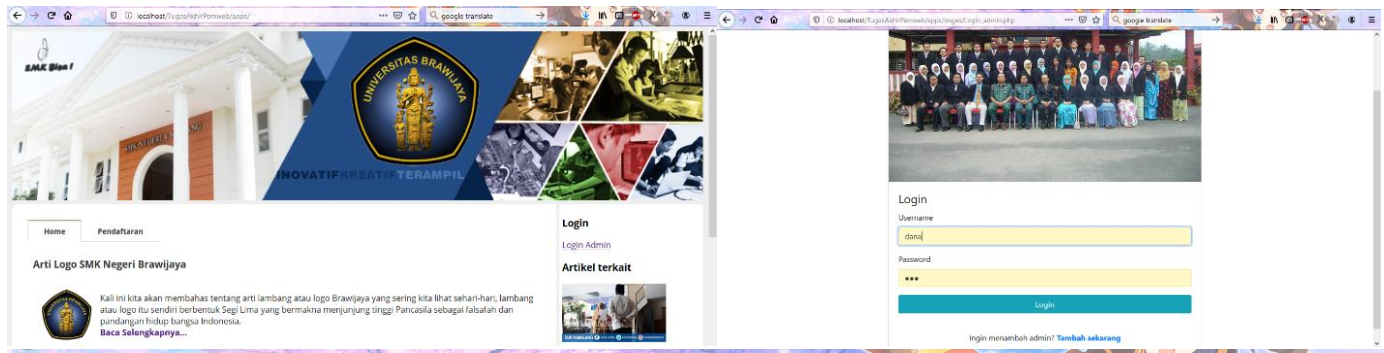 localhost/TugasAkhirPemweb/apps/
google translate
SMK Bisa !
UNIVERSITAS BRAWIJAYA
INOVATIF KREATIF TERAMPIL
Home
Pendaftaran
Arti Logo SMK Negeri Brawijaya
Kali ini kita akan membahas tentang arti lambang atau logo Brawijaya yang sering kita lihat sehari-hari, lambang
atau logo itu sendiri berbentuk Segi Lima yang bermakna menjunjung tinggi Pancasila sebagai falsafah dan
pandangan hidup bangsa Indonesia.
Baca Selengkapnya...
Login
Login Admin
Artikel terkait
localhost/TugasAkhirPemweb/apps/pages/Login_admin.php
google translate
Login
Username
dana
Password
Login
Ingin menambah admin? Tambah sekarang